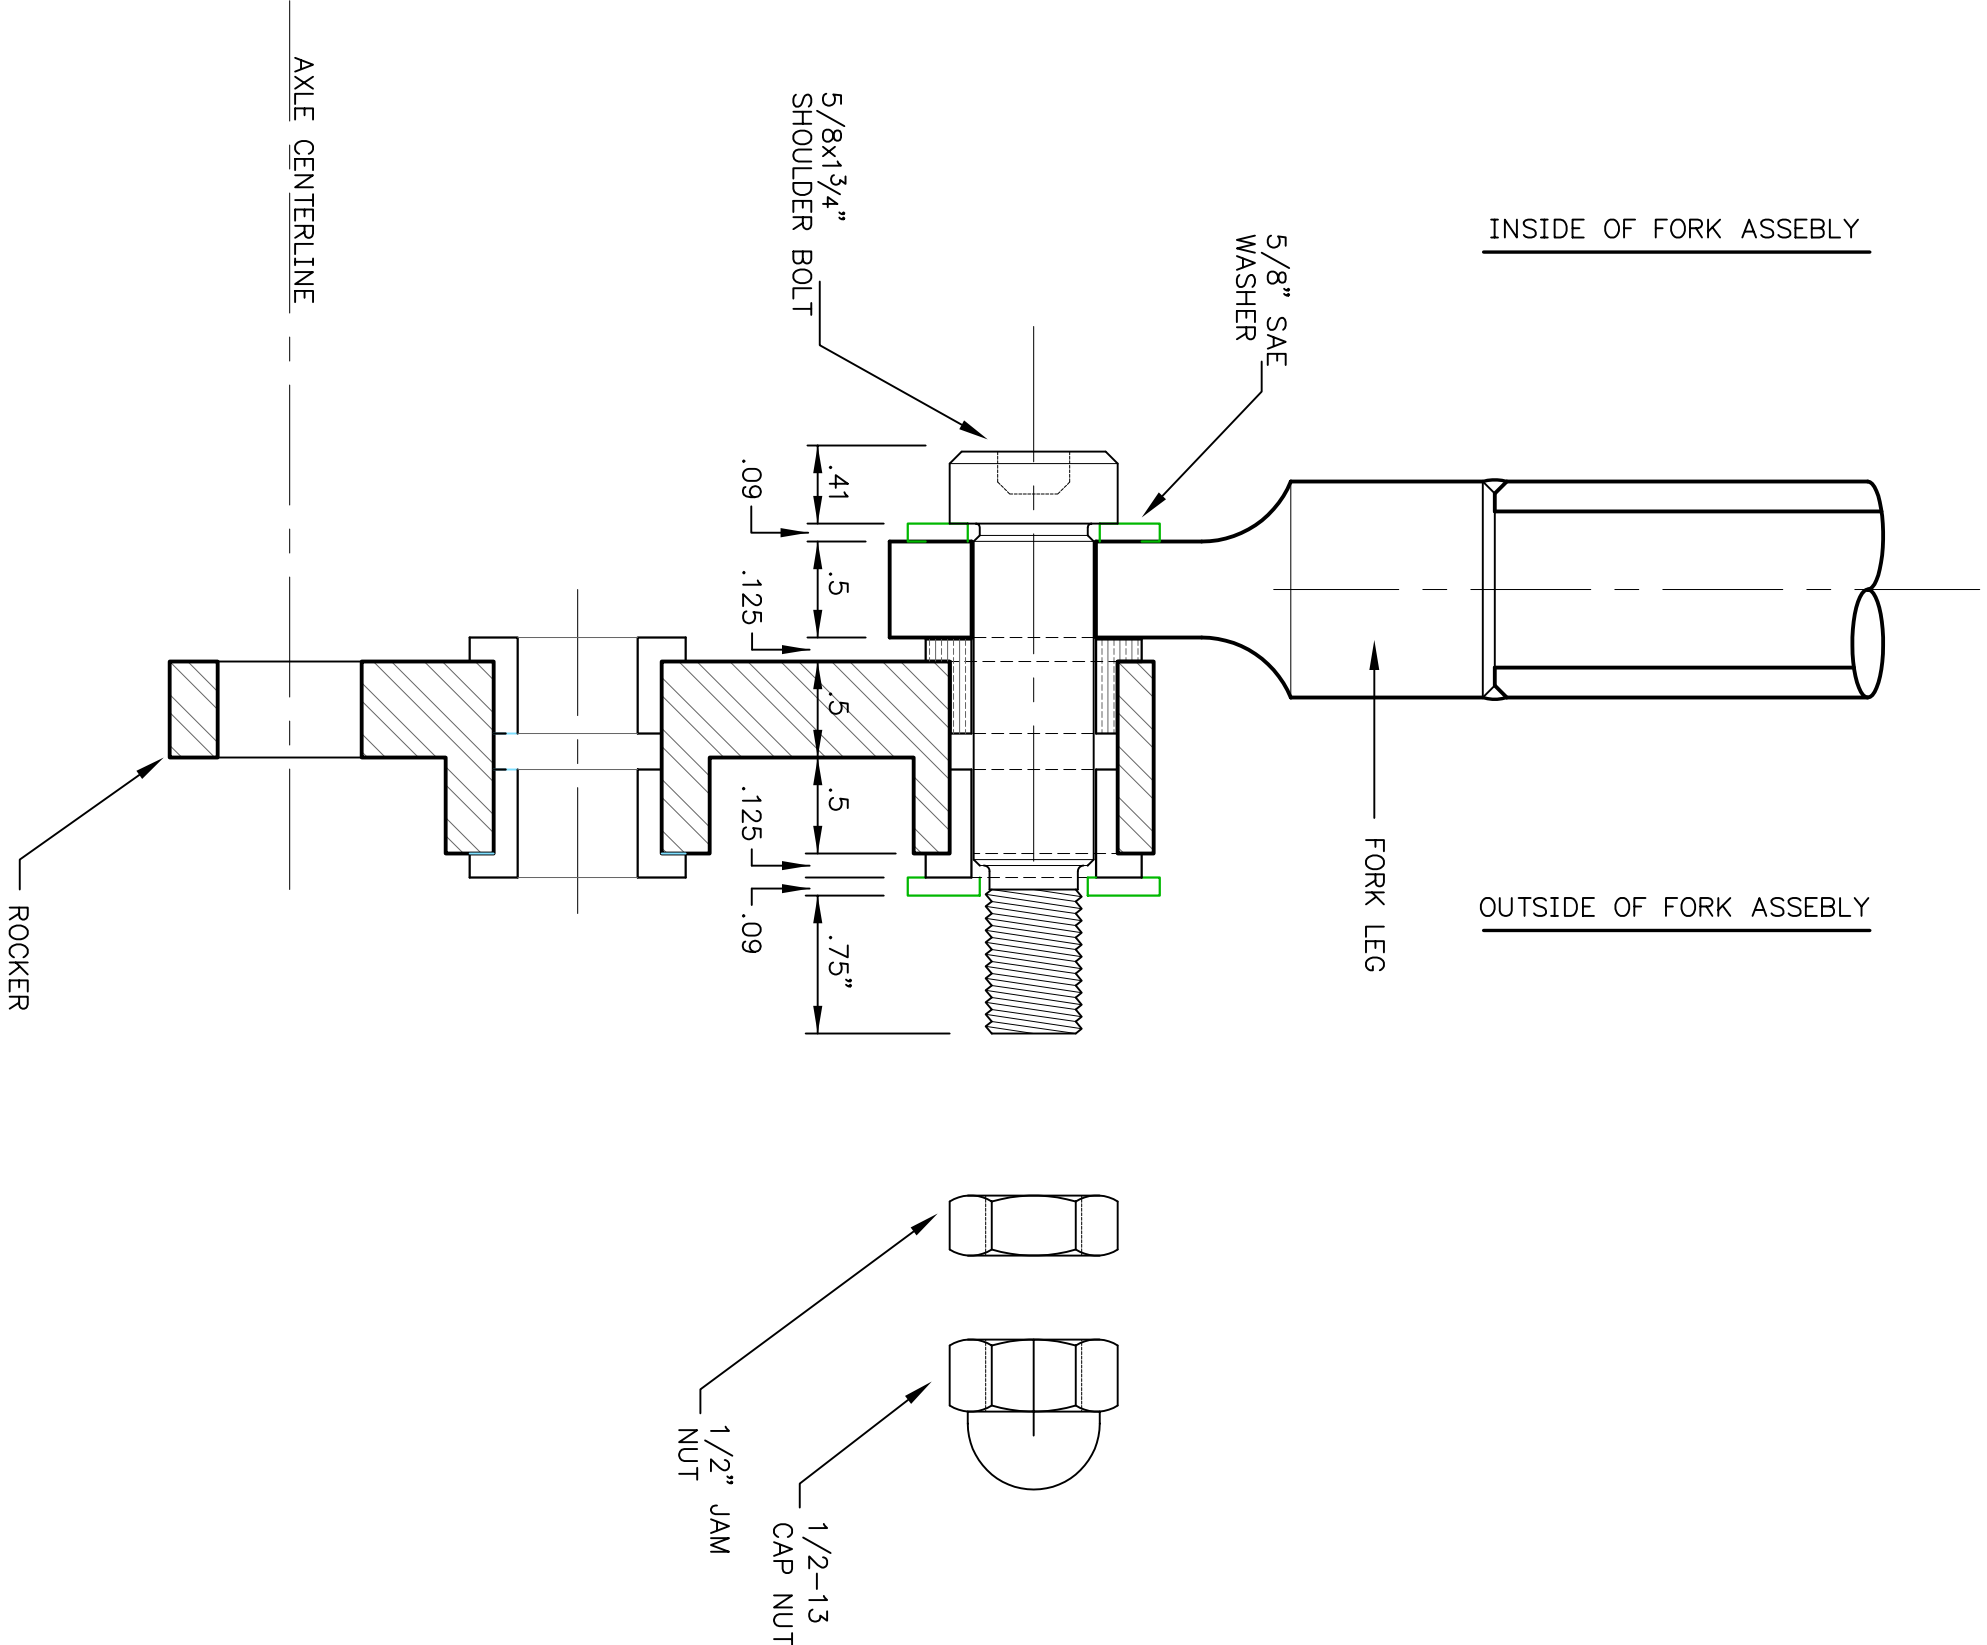 INSIDE OF FORK ASSEBLY
OUTSIDE OF FORK ASSEBLY
AXLE CENTERLINE
5/8x1 3/4"
SHOULDER BOLT
5/8" SAE
WASHER
.41
.09
.5
.125
.5
.5
.125
.09
.75"
FORK LEG
ROCKER
1/2" JAM
NUT
1/2-13
CAP NUT